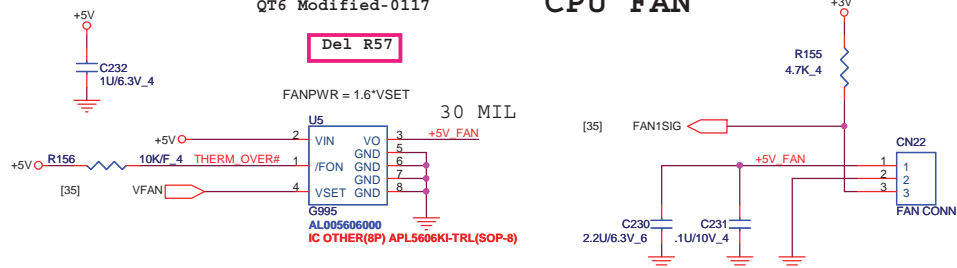 QT6 Modified-0117
CPU FAN
+5V
Del R57
+3V
C232
1U/6.3V_4
R155
4.7K_4
FANPWR = 1.6*VSET
30 MIL
U5
+5V
2
VIN
VO
3
+5V_FAN
GND
5
+5V
R156
10K/F_4
THERM_OVER#
1
/FON
GND
6
GND
7
[35]
VFAN
4
VSET
GND
8
G995
AL005606000
IC OTHER(8P) APL5606KI-TRL(SOP-8)
[35]
FAN1SIG
CN22
+5V_FAN
1
1
2
2
3
3
FAN CONN
C230
2.2U/6.3V_6
C231
.1U/10V_4